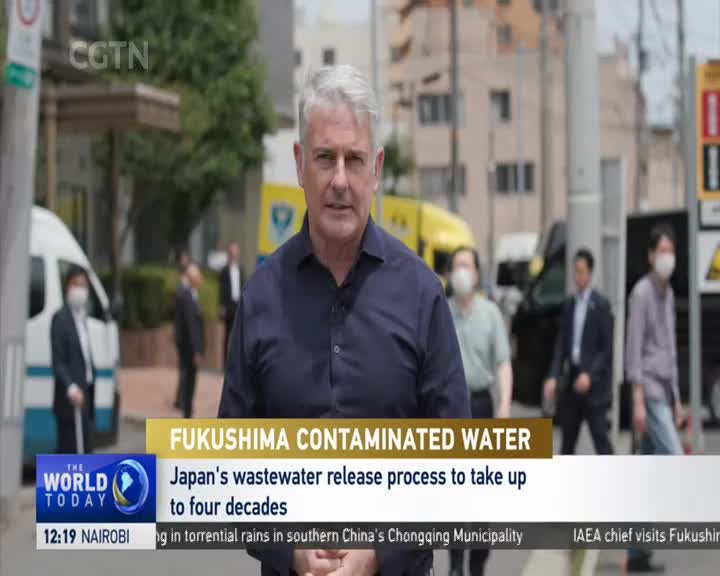 CGTN
FUKUSHIMA CONTAMINATED WATER
Japan's wastewater release process to take up
to four decades
THE
WORLD
TODAY
12:19 NAIROBI
ng in torrential rains in southern China's Chongqing Municipality IAEA chief visits Fukushi